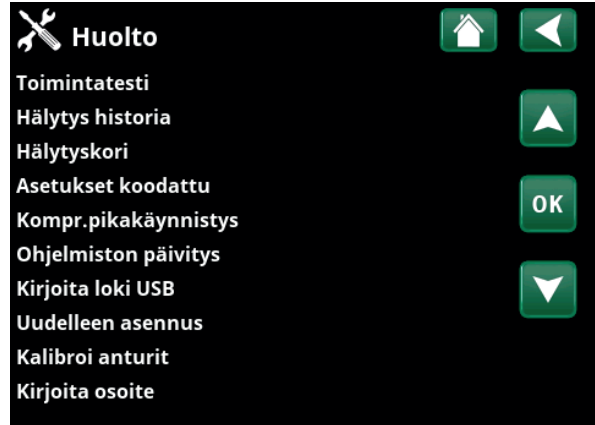 Huolto
Toimintatesti
Hälytys historia
Hälytyskori
Asetukset koodattu
Kompr.pikakäynnistys
Ohjelmiston päivitys
Kirjoita loki USB
Uudelleen asennus
Kalibroi anturit
Kirjoita osoite
OK